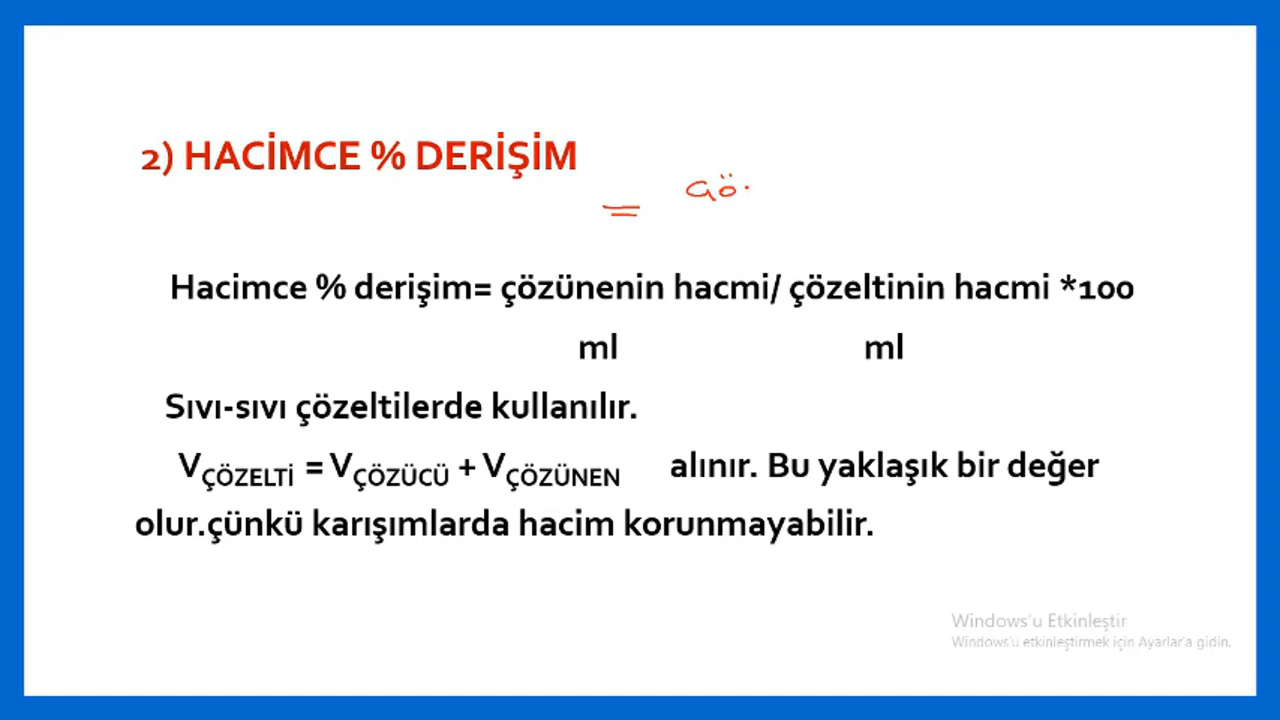 2) HACİMCE % DERİŞİM
=
Hacimce % derişim= çözünenin hacmi/ çözeltinin hacmi *100
ml ml
Sıvı-sıvı çözeltilerde kullanılır.
VÇÖZELTİ = VÇÖZÜCÜ + VÇÖZÜNEN alınır. Bu yaklaşık bir değer
olur.çünkü karışımlarda hacim korunmayabilir.
Windows'u Etkinleştir
Windows'u etkinleştirmek için Ayarlar'a gidin.